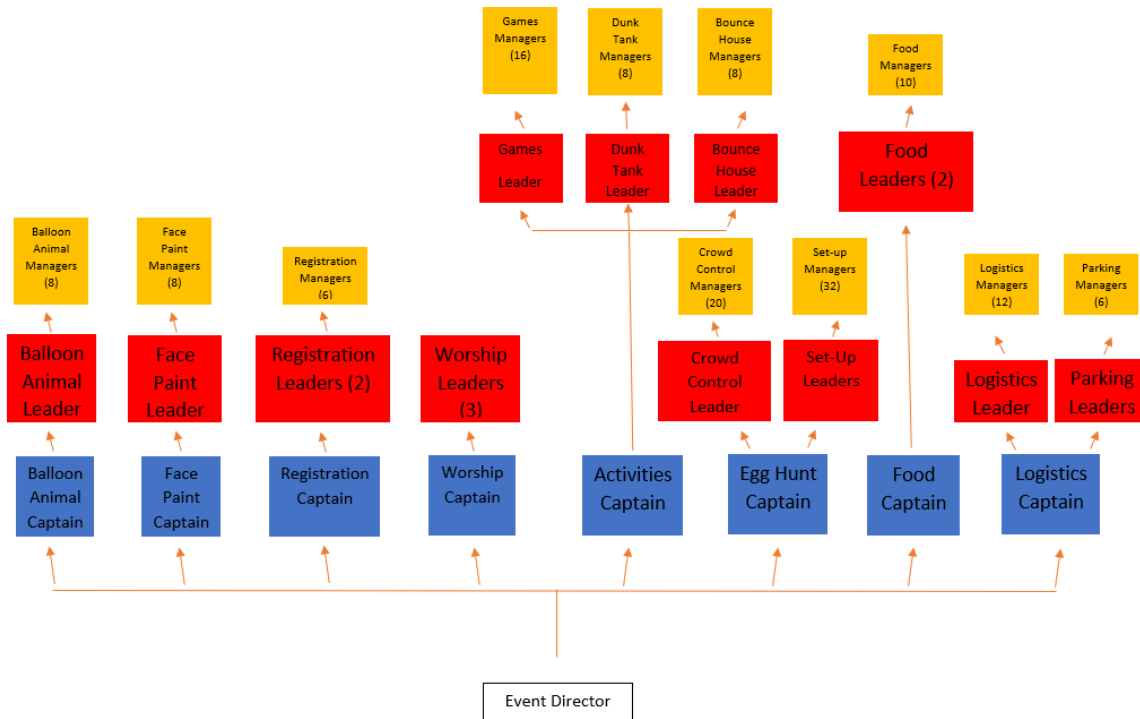 Games
Managers
(16)
Dunk
Tank
Managers
(8)
Bounce
House
Managers
(8)
Food
Managers
(10)
Games
Leader
Dunk
Tank
Leader
Bounce
House
Leader
Food
Leaders (2)
Balloon
Animal
Managers
(8)
Face
Paint
Managers
(8)
Registration
Managers
(6)
Crowd
Control
Managers
(20)
Set-up
Managers
(32)
Logistics
Managers
(12)
Parking
Managers
(6)
Balloon
Animal
Leader
Face
Paint
Leader
Registration
Leaders (2)
Worship
Leaders
(3)
Crowd
Control
Leader
Set-Up
Leaders
Logistics
Leader
Parking
Leaders
Balloon
Animal
Captain
Face
Paint
Captain
Registration
Captain
Worship
Captain
Activities
Captain
Egg Hunt
Captain
Food
Captain
Logistics
Captain
Event Director